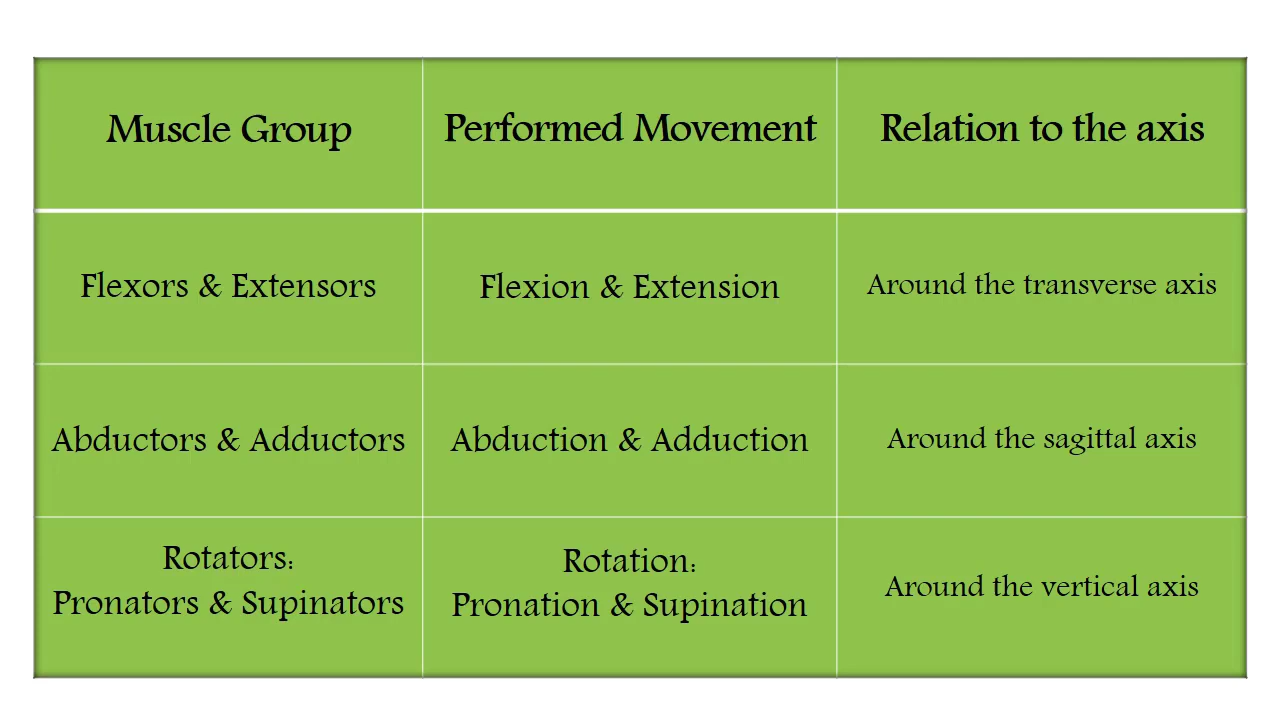 Muscle Group
Performed Movement
Relation to the axis
Flexors & Extensors
Flexion & Extension
Around the transverse axis
Abductors & Adductors
Abduction & Adduction
Around the sagittal axis
Rotators:
Pronators & Supinators
Rotation:
Pronation & Supination
Around the vertical axis